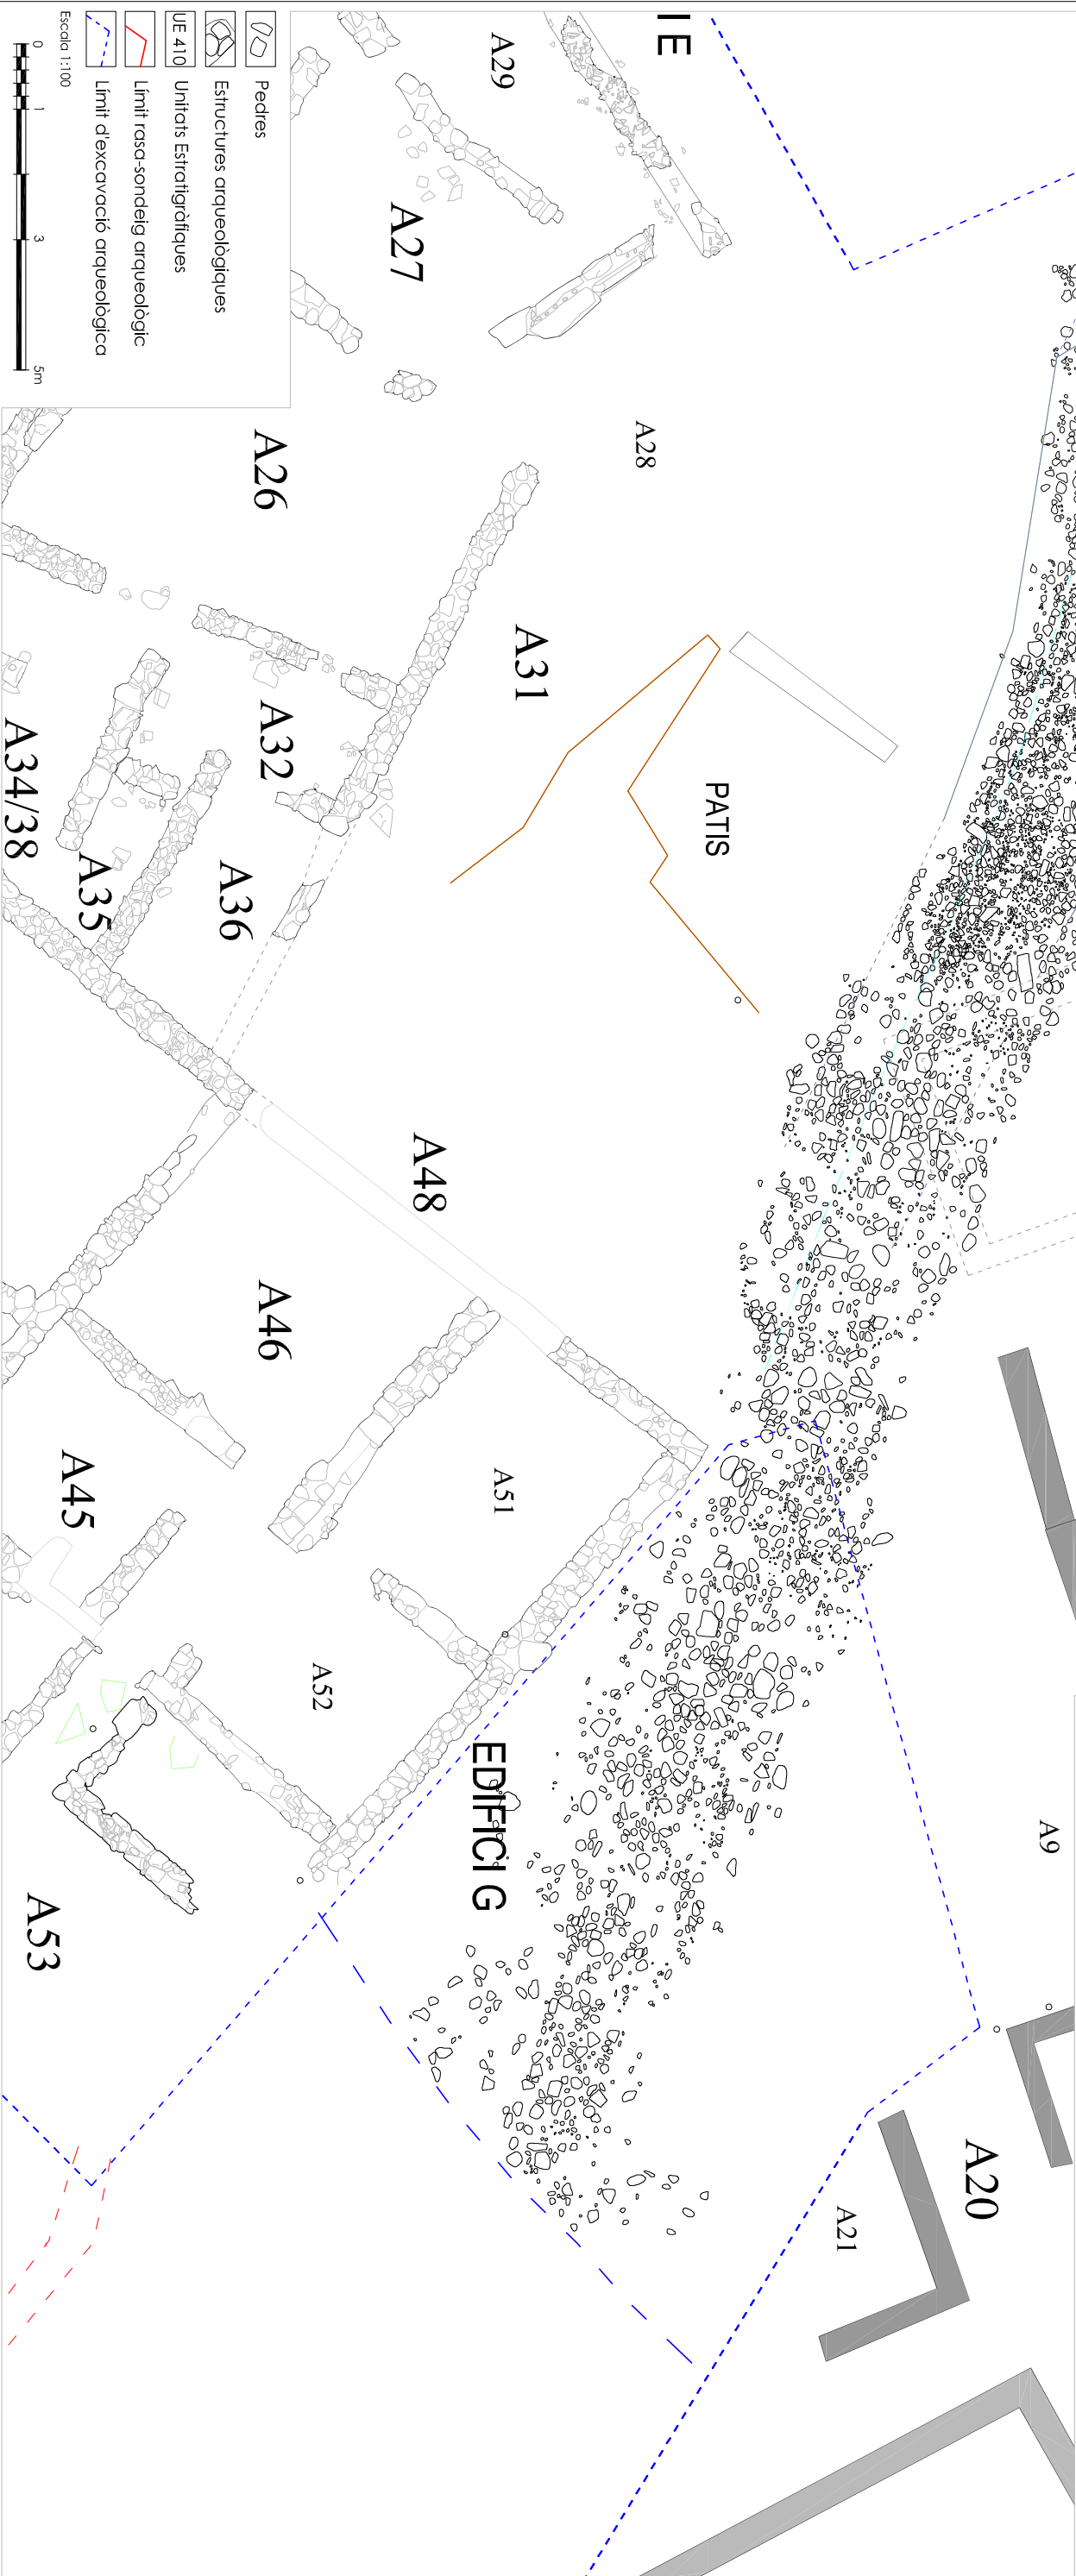 Pedres
Estructures arqueològiques
UE 410
Unitats Estratigràfiques
Límit rasa-sondeig arqueològic
Límit d'excavació arqueològica
Escala 1:100
0 1 3 5m
A9
A20
A21
PATIS
A28
A29
A31
A27
EDIFICI G
A51
A48
A52
A26
A32
A46
A36
A35
A45
A53
A34/38